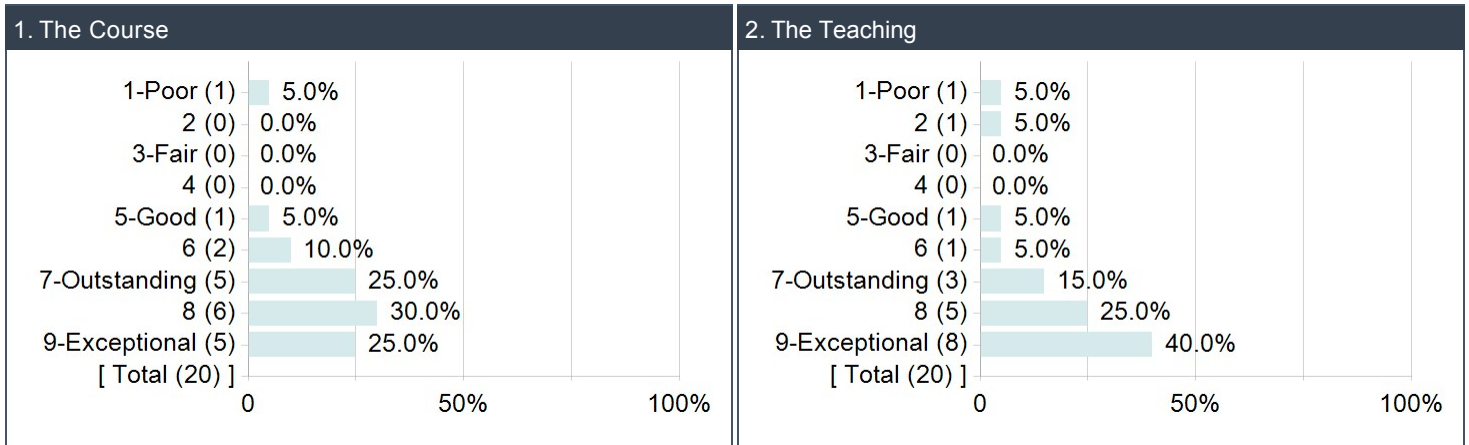 1. The Course
1-Poor (1) 5.0%
2 (0) 0.0%
3-Fair (0) 0.0%
4 (0) 0.0%
5-Good (1) 5.0%
6 (2) 10.0%
7-Outstanding (5) 25.0%
8 (6) 30.0%
9-Exceptional (5) 25.0%
[ Total (20) ]
0 50% 100%
2. The Teaching
1-Poor (1) 5.0%
2 (1) 5.0%
3-Fair (0) 0.0%
4 (0) 0.0%
5-Good (1) 5.0%
6 (1) 5.0%
7-Outstanding (3) 15.0%
8 (5) 25.0%
9-Exceptional (8) 40.0%
[ Total (20) ]
0 50% 100%